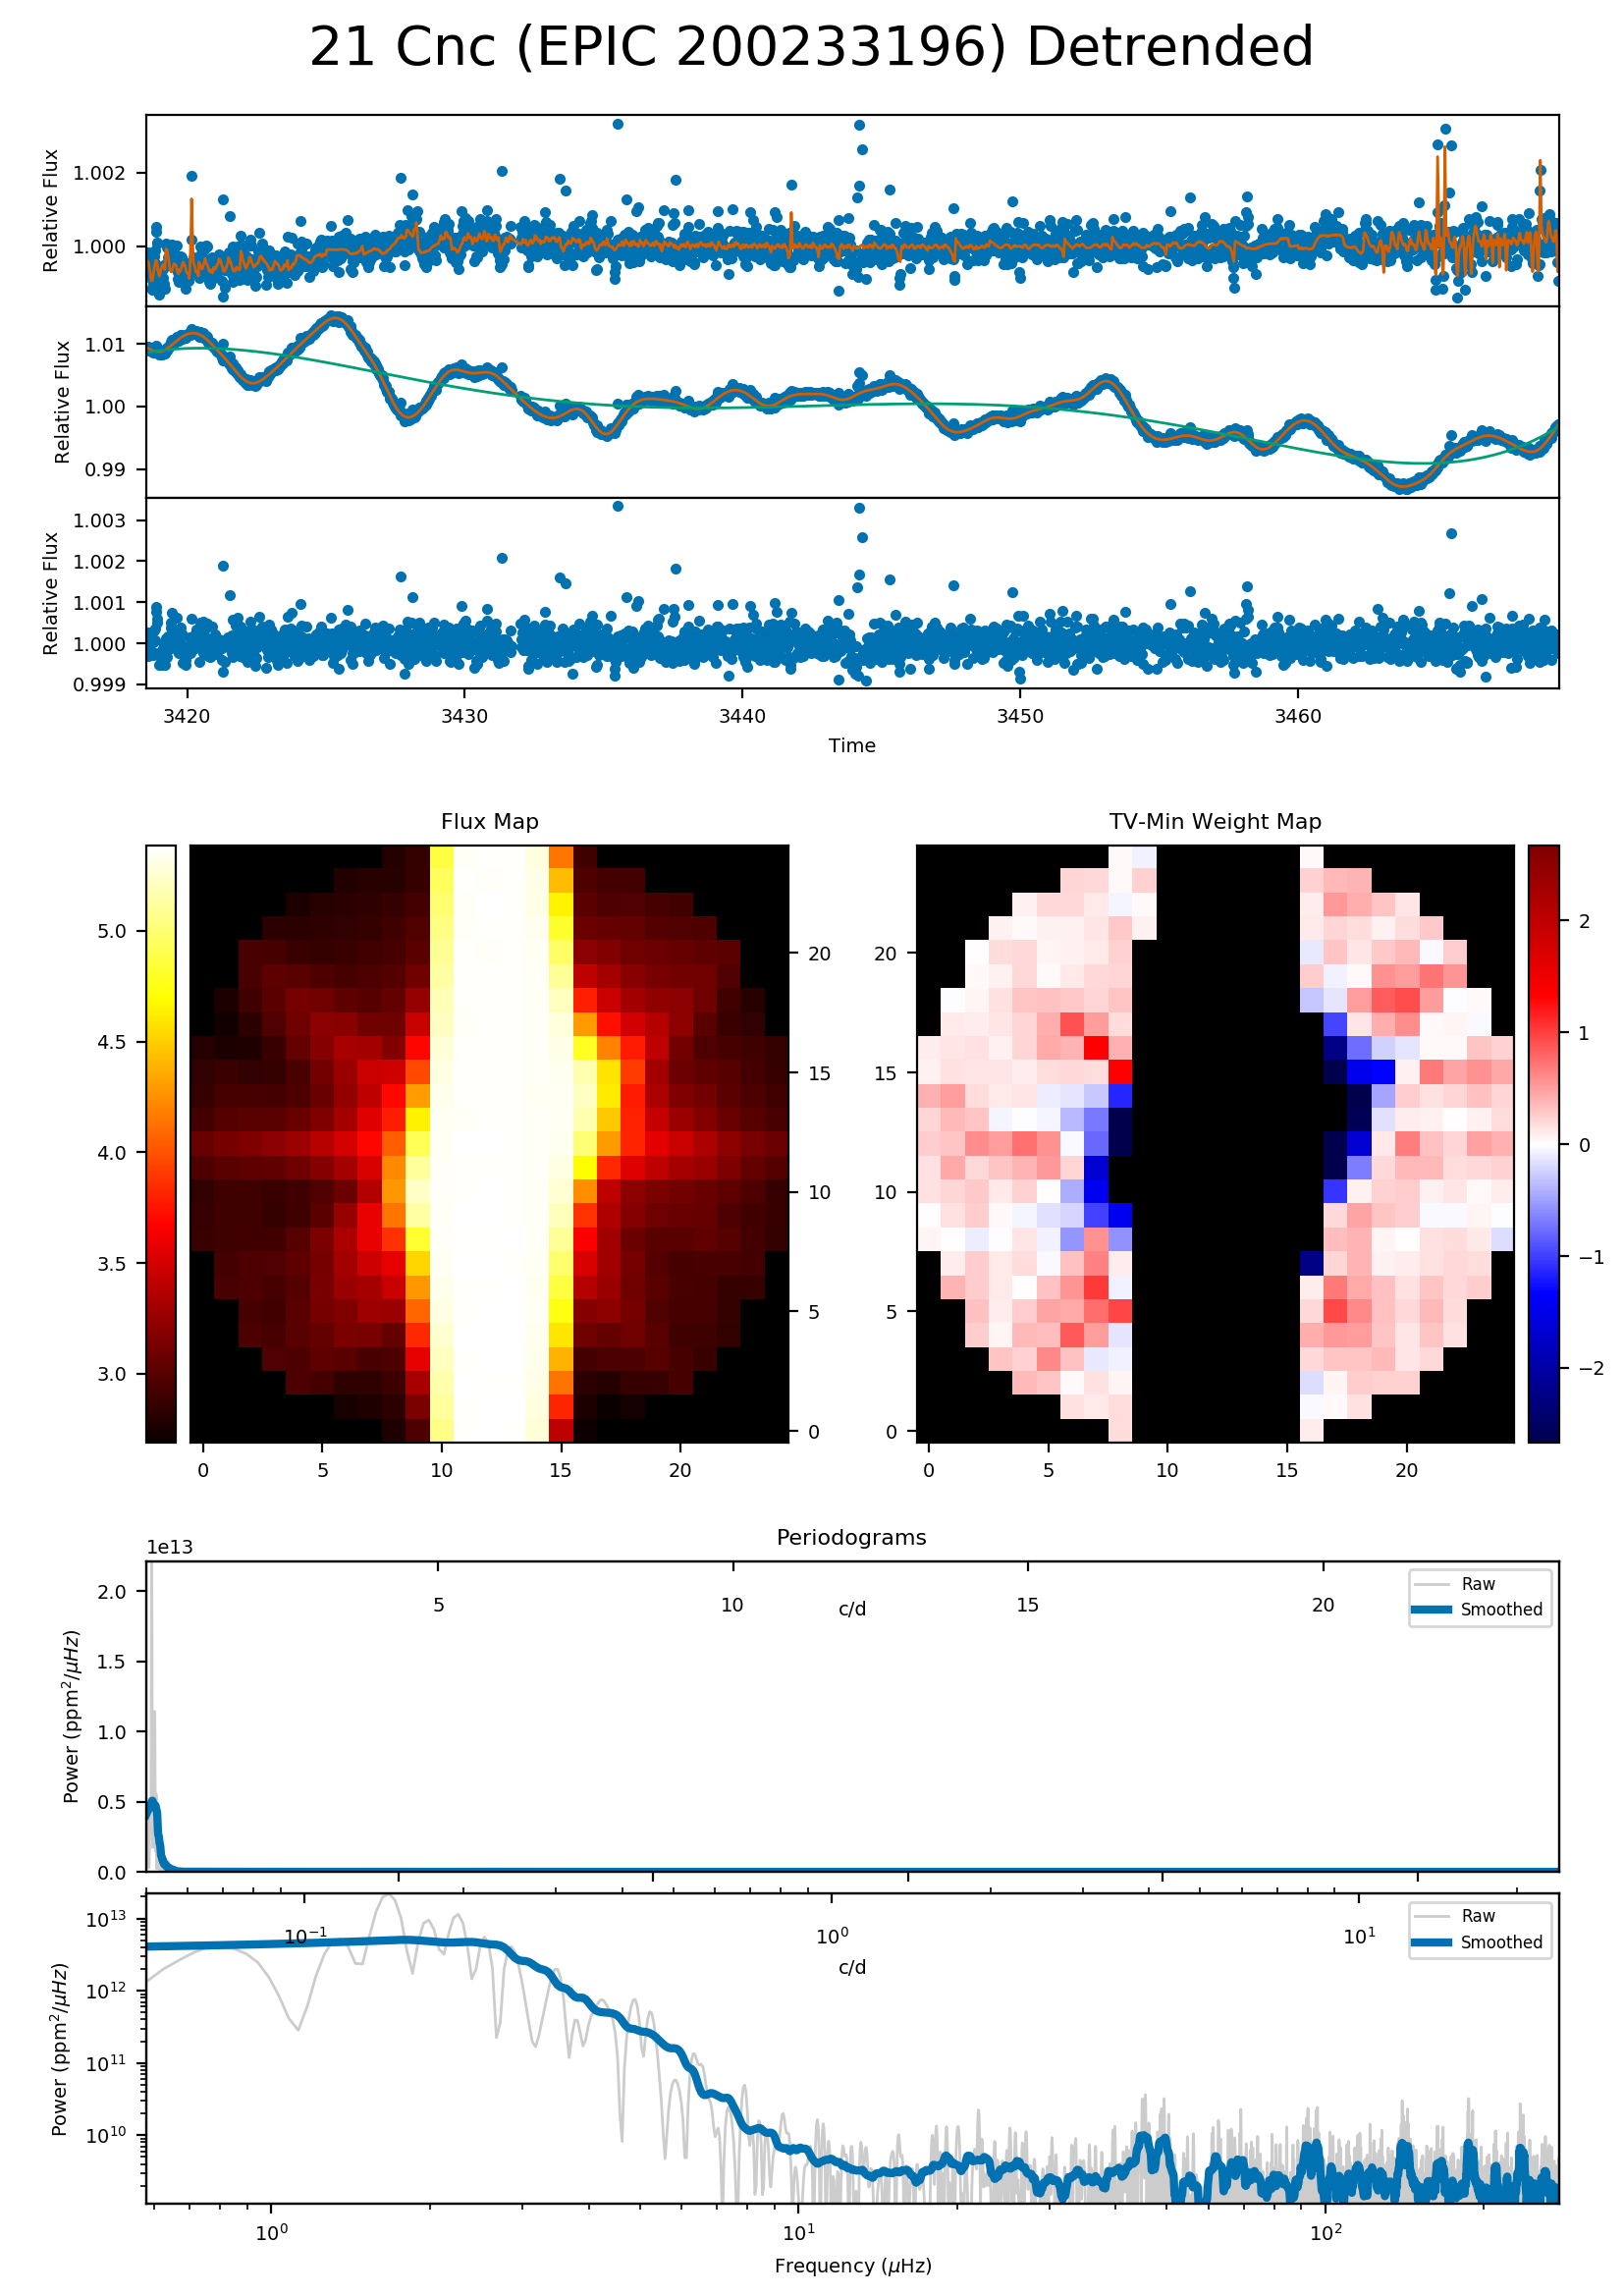 21 Cnc (EPIC 200233196) Detrended
Relative Flux
1.002
1.000
Relative Flux
1.01
1.00
0.99
Relative Flux
1.003
1.002
1.001
1.000
0.999
3420 3430 3440 3450 3460
Time
Flux Map
TV-Min Weight Map
5.0
4.5
4.0
3.5
3.0
20
15
10
5
0
0 5 10 15 20
20
15
10
5
0
0 5 10 15 20
2
1
0
−1
−2
Periodograms
1e13
Power (ppm²/μHz)
2.0
1.5
1.0
0.5
0.0
5 10 15 20
c/d
Raw
Smoothed
Power (ppm²/μHz)
10¹³
10¹²
10¹¹
10¹⁰
10⁻¹ 10⁰ 10¹
c/d
Raw
Smoothed
10⁰ 10¹ 10²
Frequency (μHz)